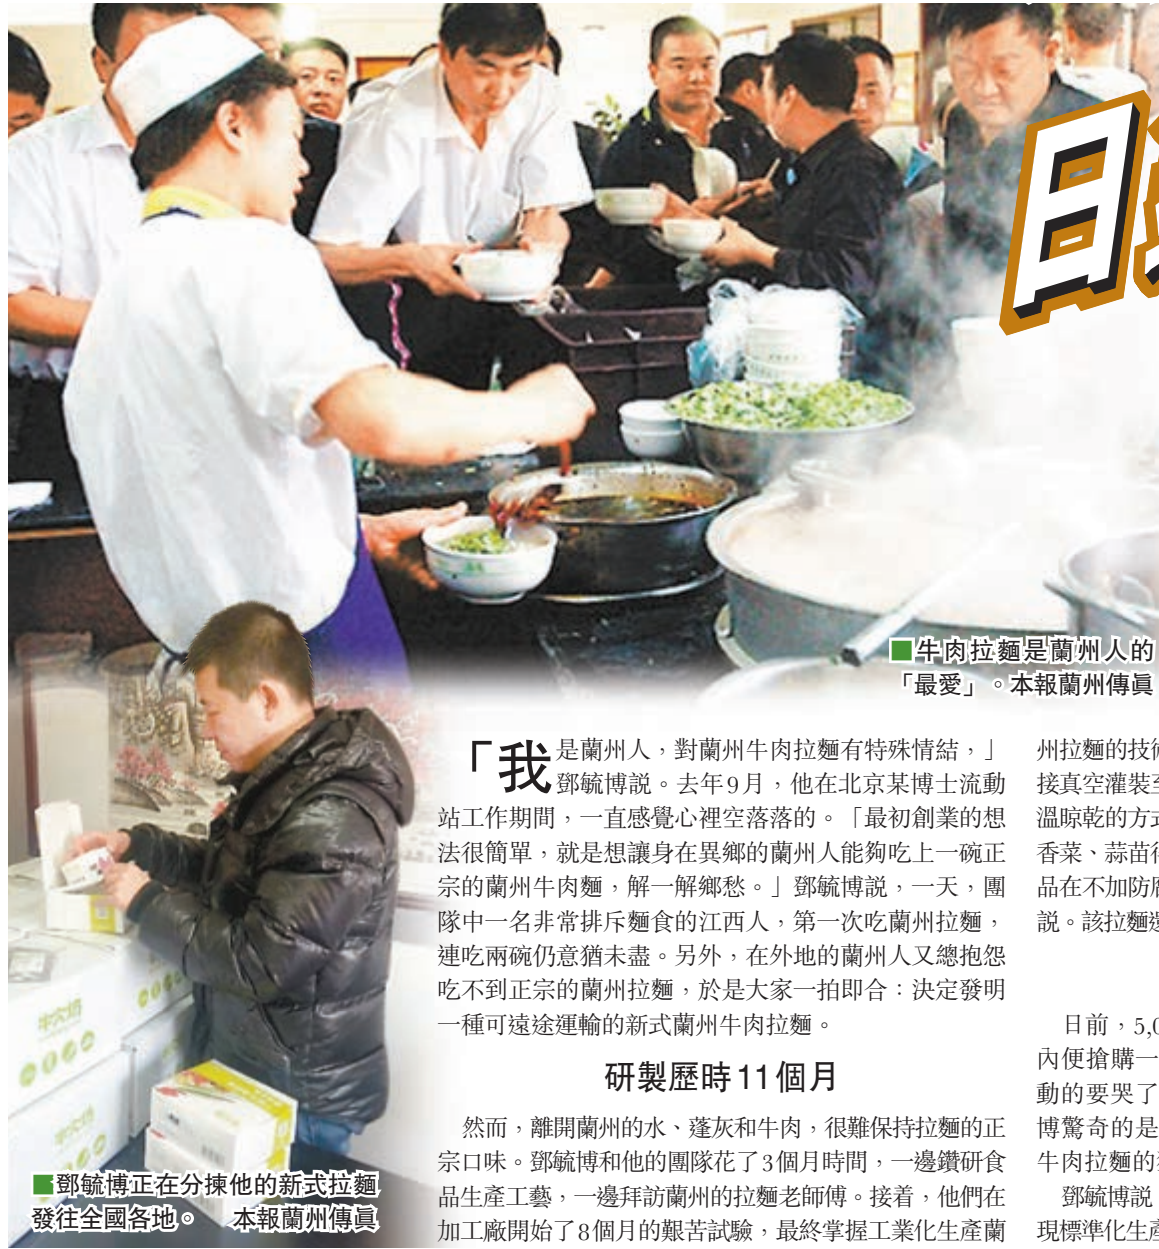 日
■牛肉拉麵是蘭州人的
「最愛」。本報蘭州傳真
「我是蘭州人，對蘭州牛肉拉麵有特殊情結，」
鄧毓博説。去年9月，他在北京某博士流動
站工作期間，一直感覺心裡空落落的。「最初創業的想
法很簡單，就是想讓身在異鄉的蘭州人能夠吃上一碗正
宗的蘭州牛肉麵，解一解鄉愁。」鄧毓博説，一天，團
隊中一名非常排斥麵食的江西人，第一次吃蘭州拉麵，
連吃兩碗仍意猶未盡。另外，在外地的蘭州人又總抱怨
吃不到正宗的蘭州拉麵，於是大家一拍即合：決定發明
一種可遠途運輸的新式蘭州牛肉拉麵。
研製歷時11個月
然而，離開蘭州的水、蓬灰和牛肉，很難保持拉麵的正
宗口味。鄧毓博和他的團隊花了3個月時間，一邊鑽研食
品生產工藝，一邊拜訪蘭州的拉麵老師傅。接着，他們在
加工廠開始了8個月的艱苦試驗，最終掌握工業化生產蘭
州拉麵的技術
接真空灌裝至
溫晾乾的方式
香菜、蒜苗
品在不加防腐
説。該拉麵還
日前，5,0
內便搶購一
動的要哭了
博驚奇的是
牛肉拉麵的
鄧毓博説
現標準化生產
■鄧毓博正在分揀他的新式拉麵
發往全國各地。 本報蘭州傳真